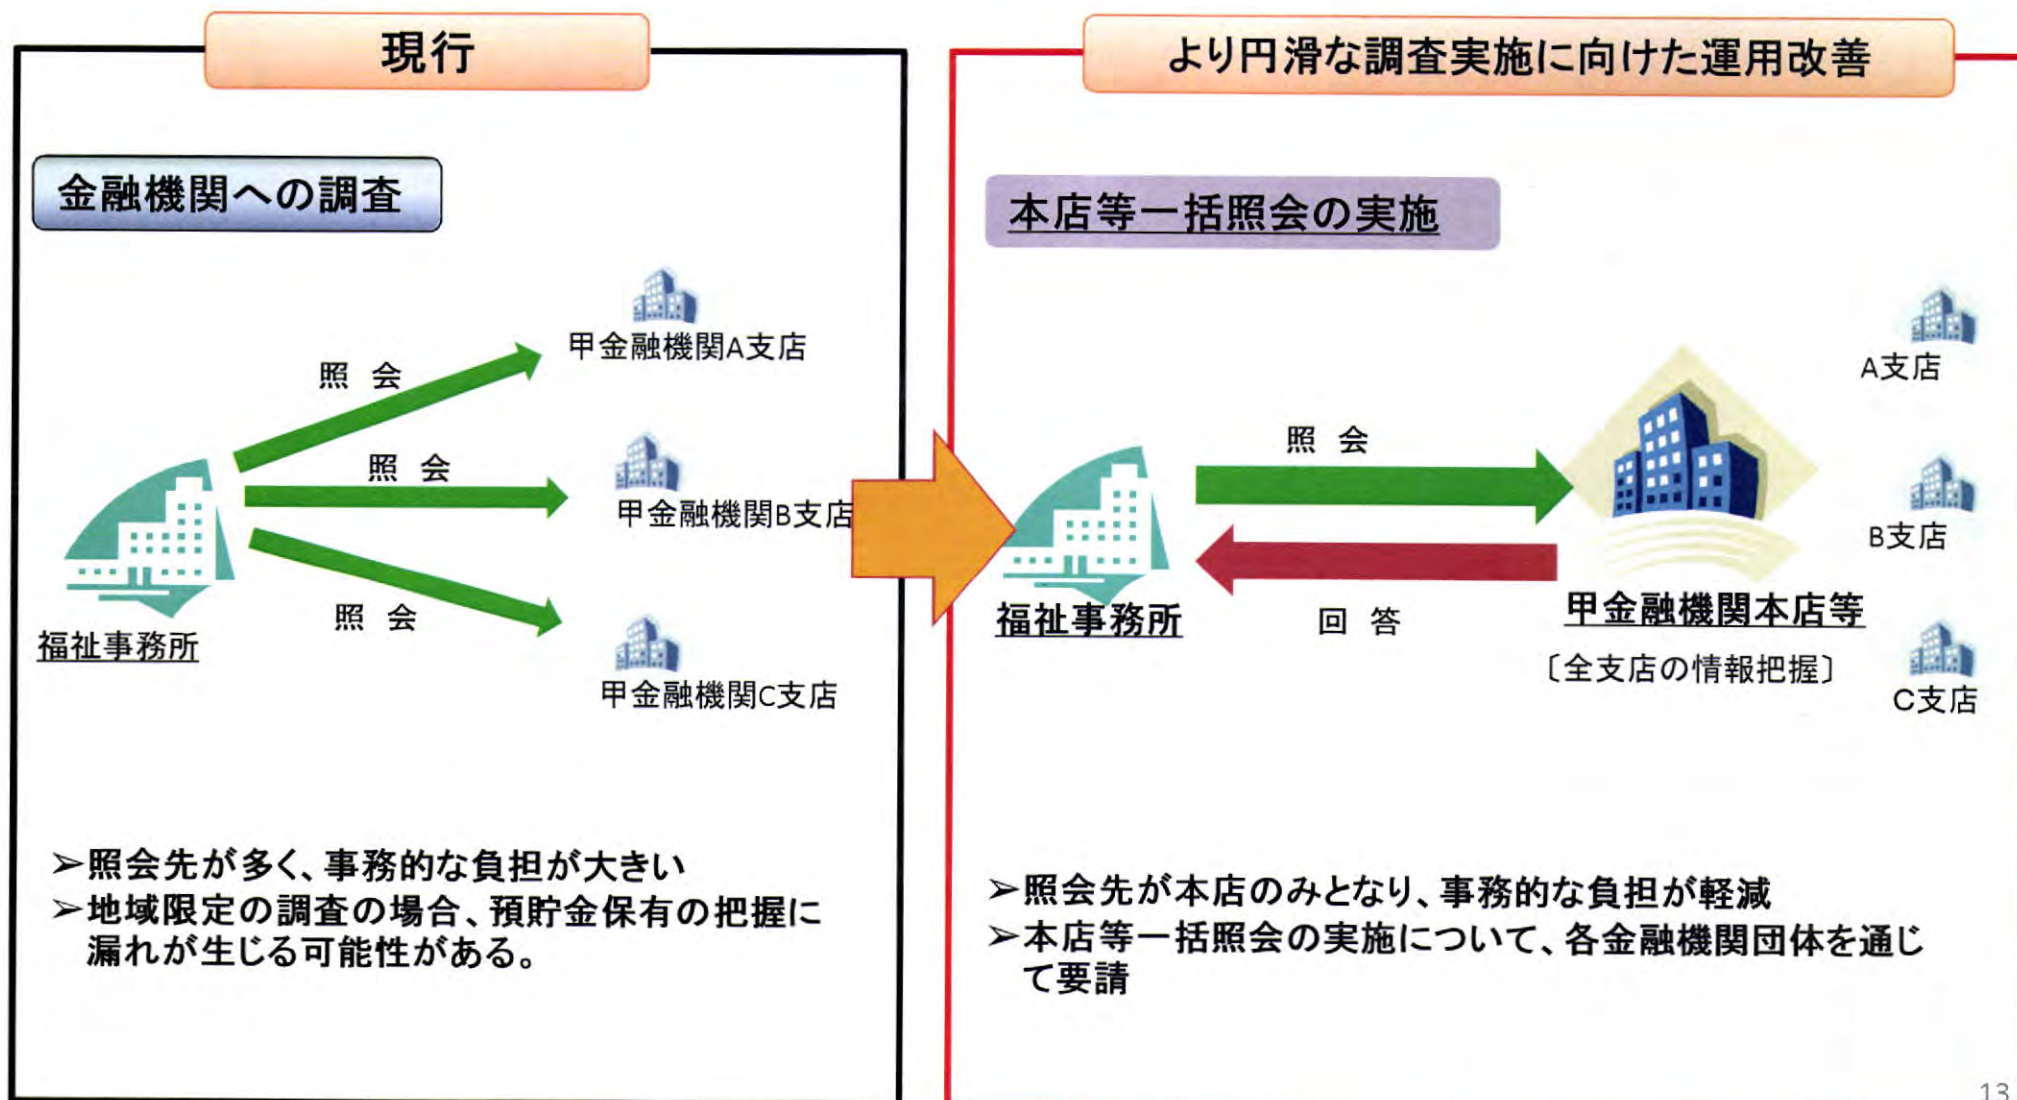 現行
金融機関への調査
甲金融機関A支店
照 会
照 会
甲金融機関B支店
照 会
福祉事務所
甲金融機関C支店
➢照会先が多く、事務的な負担が大きい
➢地域限定の調査の場合、預貯金保有の把握に
漏れが生じる可能性がある。
より円滑な調査実施に向けた運用改善
本店等一括照会の実施
A支店
照 会
B支店
福祉事務所
回 答
甲金融機関本店等
〔全支店の情報把握〕
C支店
➢照会先が本店のみとなり、事務的な負担が軽減
➢本店等一括照会の実施について、各金融機関団体を通じ
て要請
13